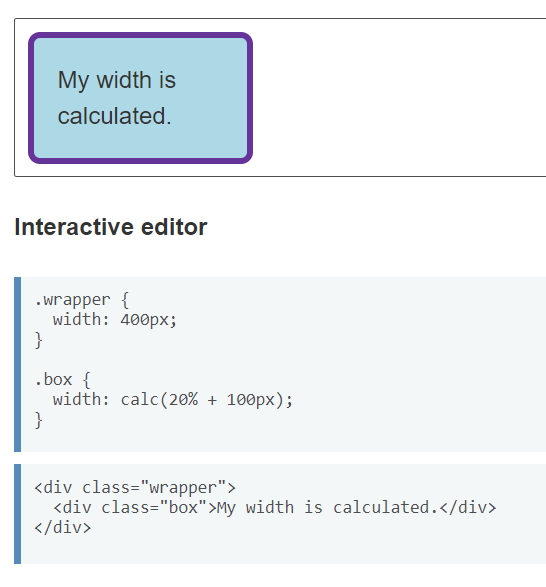 My width is
calculated.
Interactive editor
.wrapper {
  width: 400px;
}
.box {
  width: calc(20% + 100px);
}
<div class="wrapper">
  <div class="box">My width is calculated.</div>
</div>